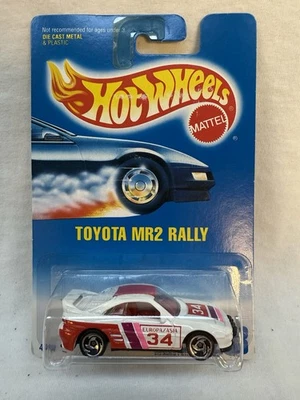 Not recommended for ages under 3.
DIE CAST METAL
& PLASTIC
HOT WHEELS
MATTEL
TOYOTA MR2 RALLY
EUROPA/ASIA
34
34